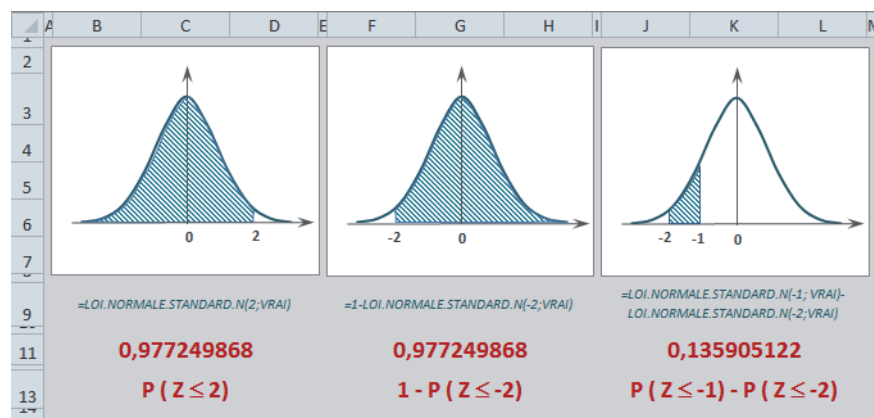 A B C D E F G H I J K L M
1
2
3
4
5
6
7
0 2
-2 0
-2 -1 0
9
=LOI.NORMALE.STANDARD.N(2;VRAI)
=1-LOI.NORMALE.STANDARD.N(-2;VRAI)
=LOI.NORMALE.STANDARD.N(-1; VRAI)-
LOI.NORMALE.STANDARD.N(-2;VRAI)
11 0,977249868 0,977249868 0,135905122
13 P ( Z ≤ 2) 1 - P ( Z ≤ -2) P ( Z ≤ -1) - P ( Z ≤ -2)
14